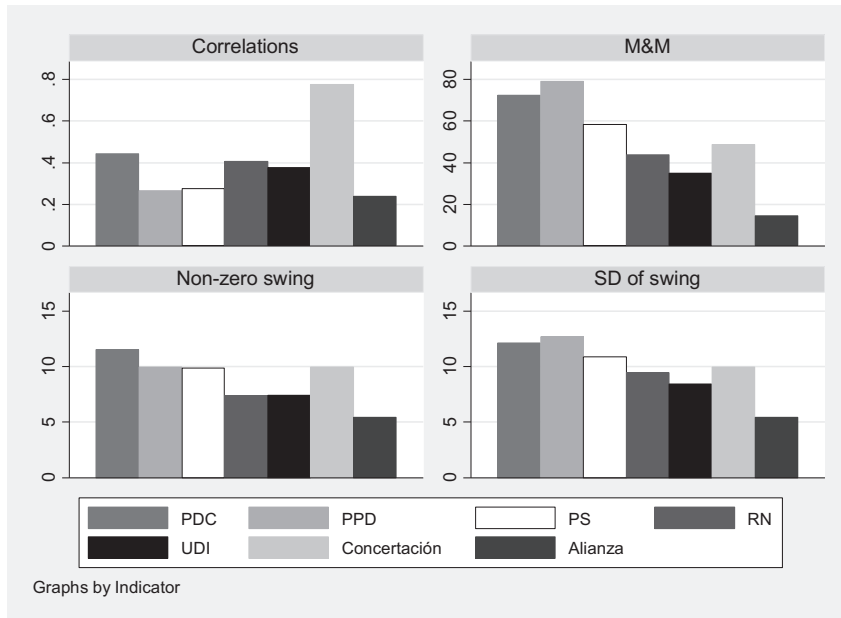 Correlations
M&M
.8
.6
.4
.2
0
80
60
40
20
0
Non-zero swing
SD of swing
15
10
5
0
15
10
5
0
PDC
PPD
PS
RN
UDI
Concertación
Alianza
Graphs by Indicator